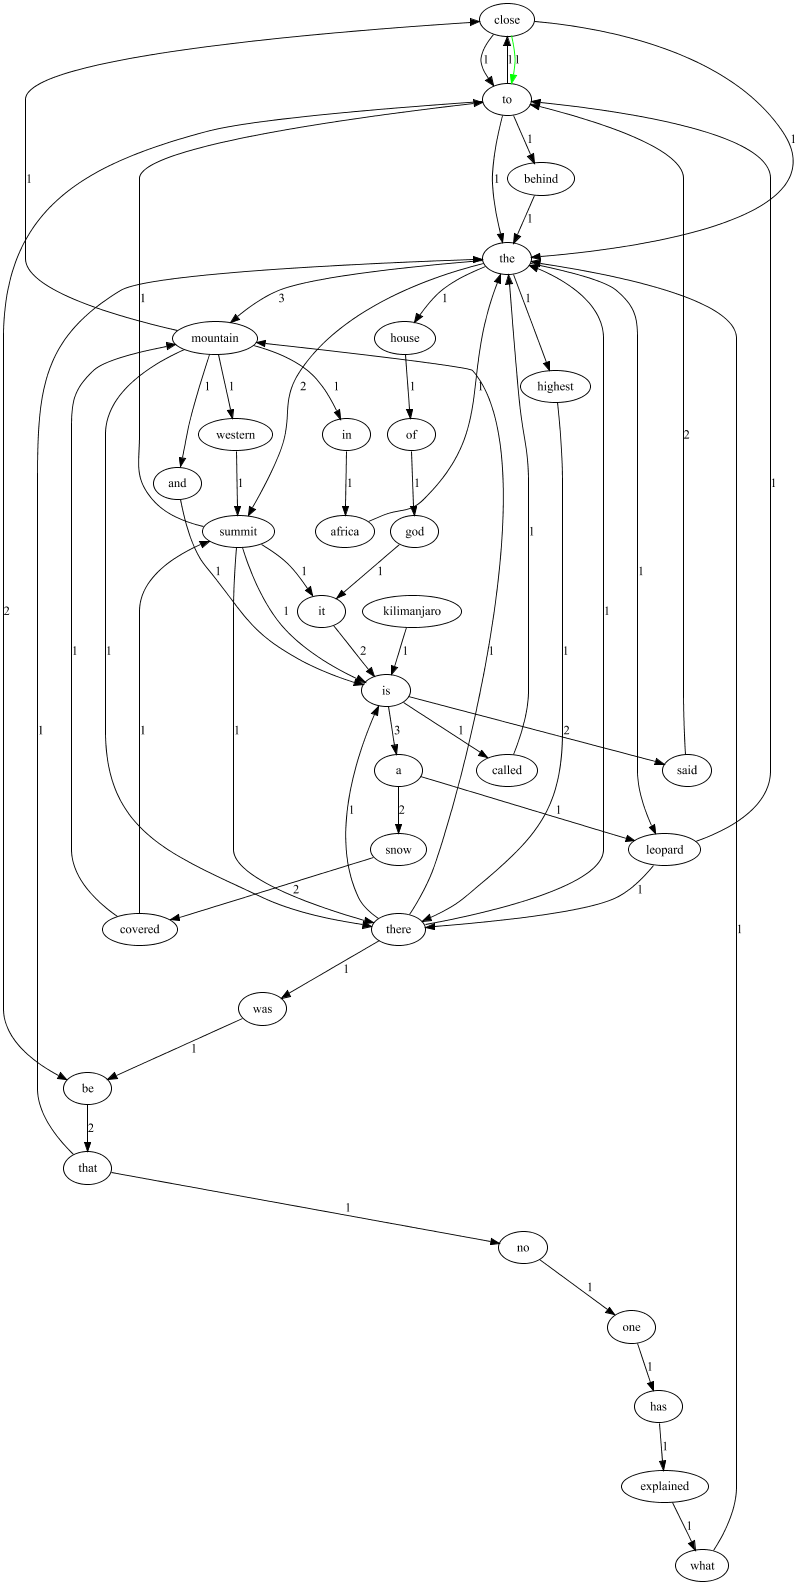 close
1
1
1
to
1
1
1
behind
1
1
the
3
1
1
1
2
mountain
house
highest
1
1
1
1
1
western
in
of
and
1
1
1
2
summit
africa
god
1
1
1
1
1
1
it
kilimanjaro
2
1
2
1
1
1
1
1
1
is
3
1
2
a
called
said
1
2
1
snow
leopard
2
1
covered
there
1
1
was
1
be
2
that
1
no
1
one
1
has
1
explained
1
what